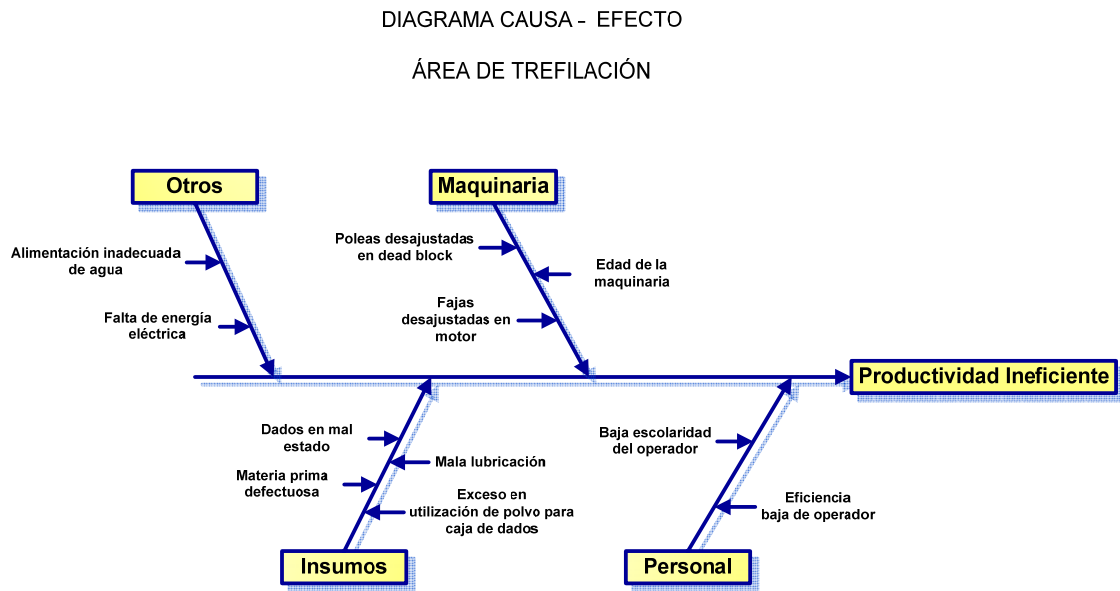 DIAGRAMA CAUSA - EFECTO
ÁREA DE TREFILACIÓN
Otros
Maquinaria
Alimentación inadecuada
de agua
Falta de energía
eléctrica
Poleas desajustadas
en dead block
Edad de la
maquinaria
Fajas
desajustadas en
motor
Productividad Ineficiente
Dados en mal
estado
Mala lubricación
Materia prima
defectuosa
Exceso en
utilización de polvo para
caja de dados
Baja escolaridad
del operador
Eficiencia
baja de operador
Insumos
Personal